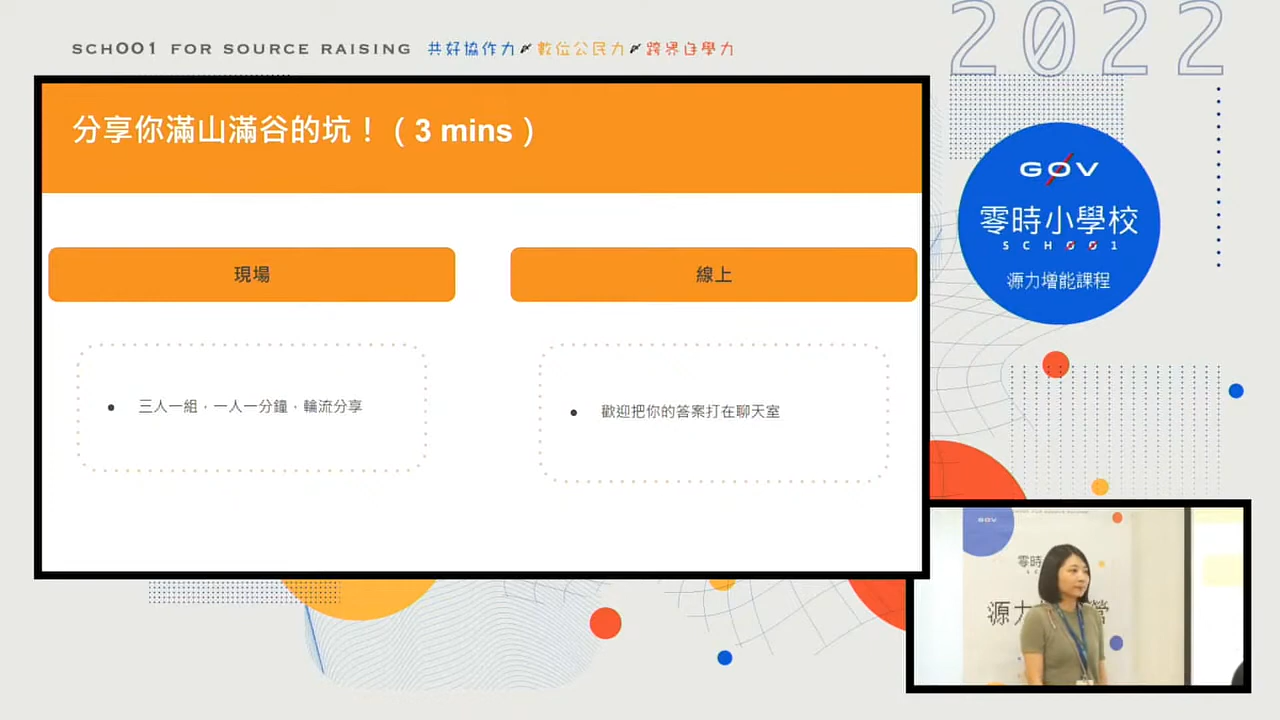 SCHOO1 FOR SOURCE RAISING 共好協作力 數位公民力 跨界自學力
2022
分享你滿山滿谷的坑！（3 mins）
現場
線上
三人一組，一人一分鐘，輪流分享
歡迎把你的答案打在聊天室
GOV
零時小學校
SCHOO1
源力增能課程
GOV
零時
源力
營